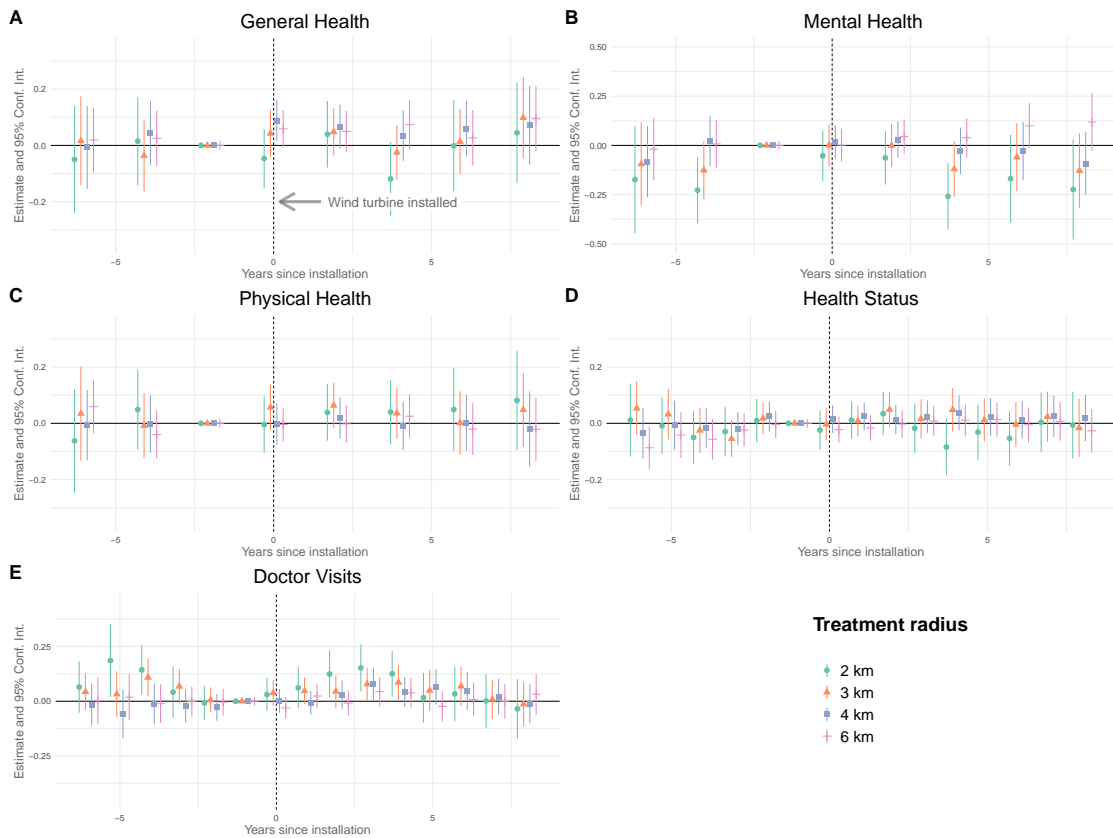 A
General Health
Estimate and 95% Conf. Int.
0.2
0.0
−0.2
Wind turbine installed
−5
0
5
Years since installation
B
Mental Health
Estimate and 95% Conf. Int.
0.50
0.25
0.00
−0.25
−0.50
−5
0
5
Years since installation
C
Physical Health
Estimate and 95% Conf. Int.
0.2
0.0
−0.2
−5
0
5
Years since installation
D
Health Status
Estimate and 95% Conf. Int.
0.2
0.0
−0.2
−5
0
5
Years since installation
E
Doctor Visits
Estimate and 95% Conf. Int.
0.25
0.00
−0.25
−5
0
5
Years since installation
Treatment radius
2 km
3 km
4 km
6 km